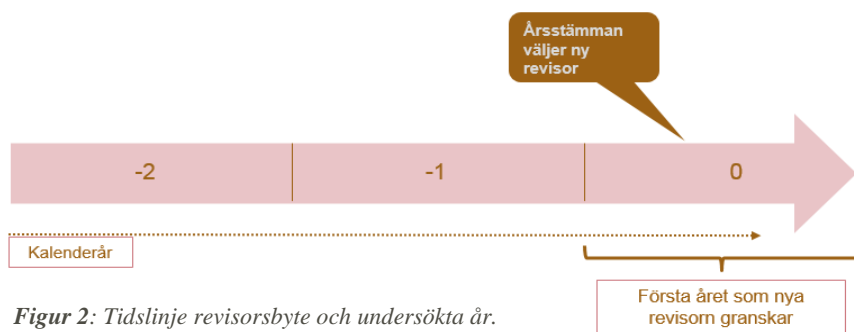 Årsstämman
väljer ny
revisor
-2
-1
0
Kalenderår
Första året som nya
revisorn granskar
Figur 2: Tidslinje revisorsbyte och undersökta år.